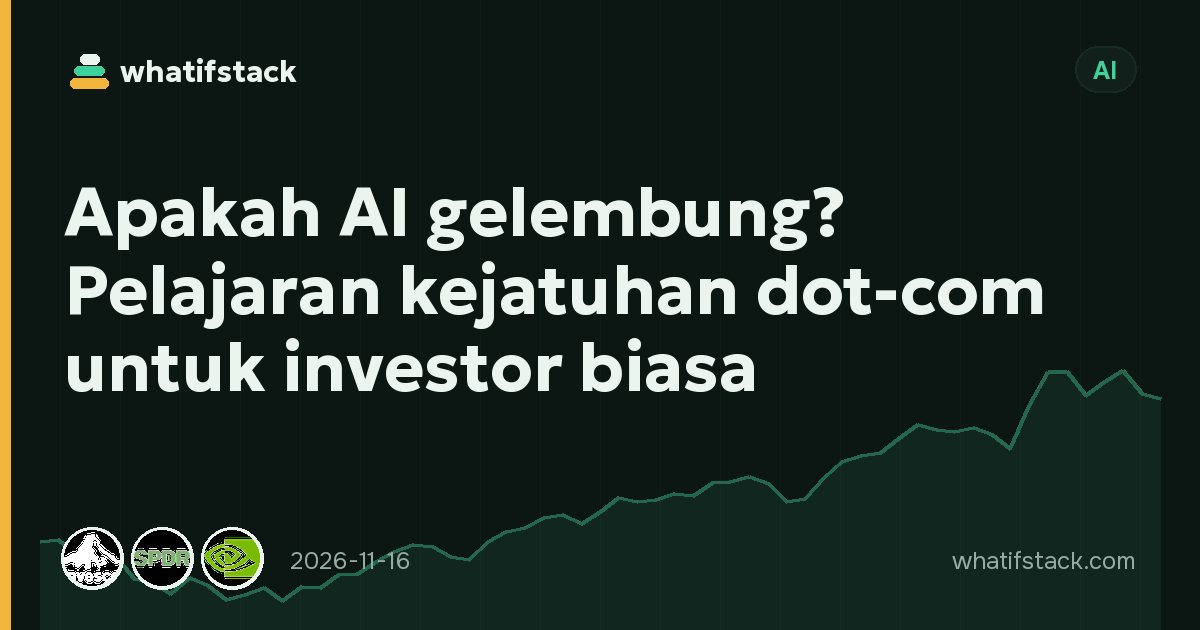 whatifstack
AI
Apakah AI gelembung?
Pelajaran kejatuhan dot-com
untuk investor biasa
SPDR
2026-11-16
whatifstack.com